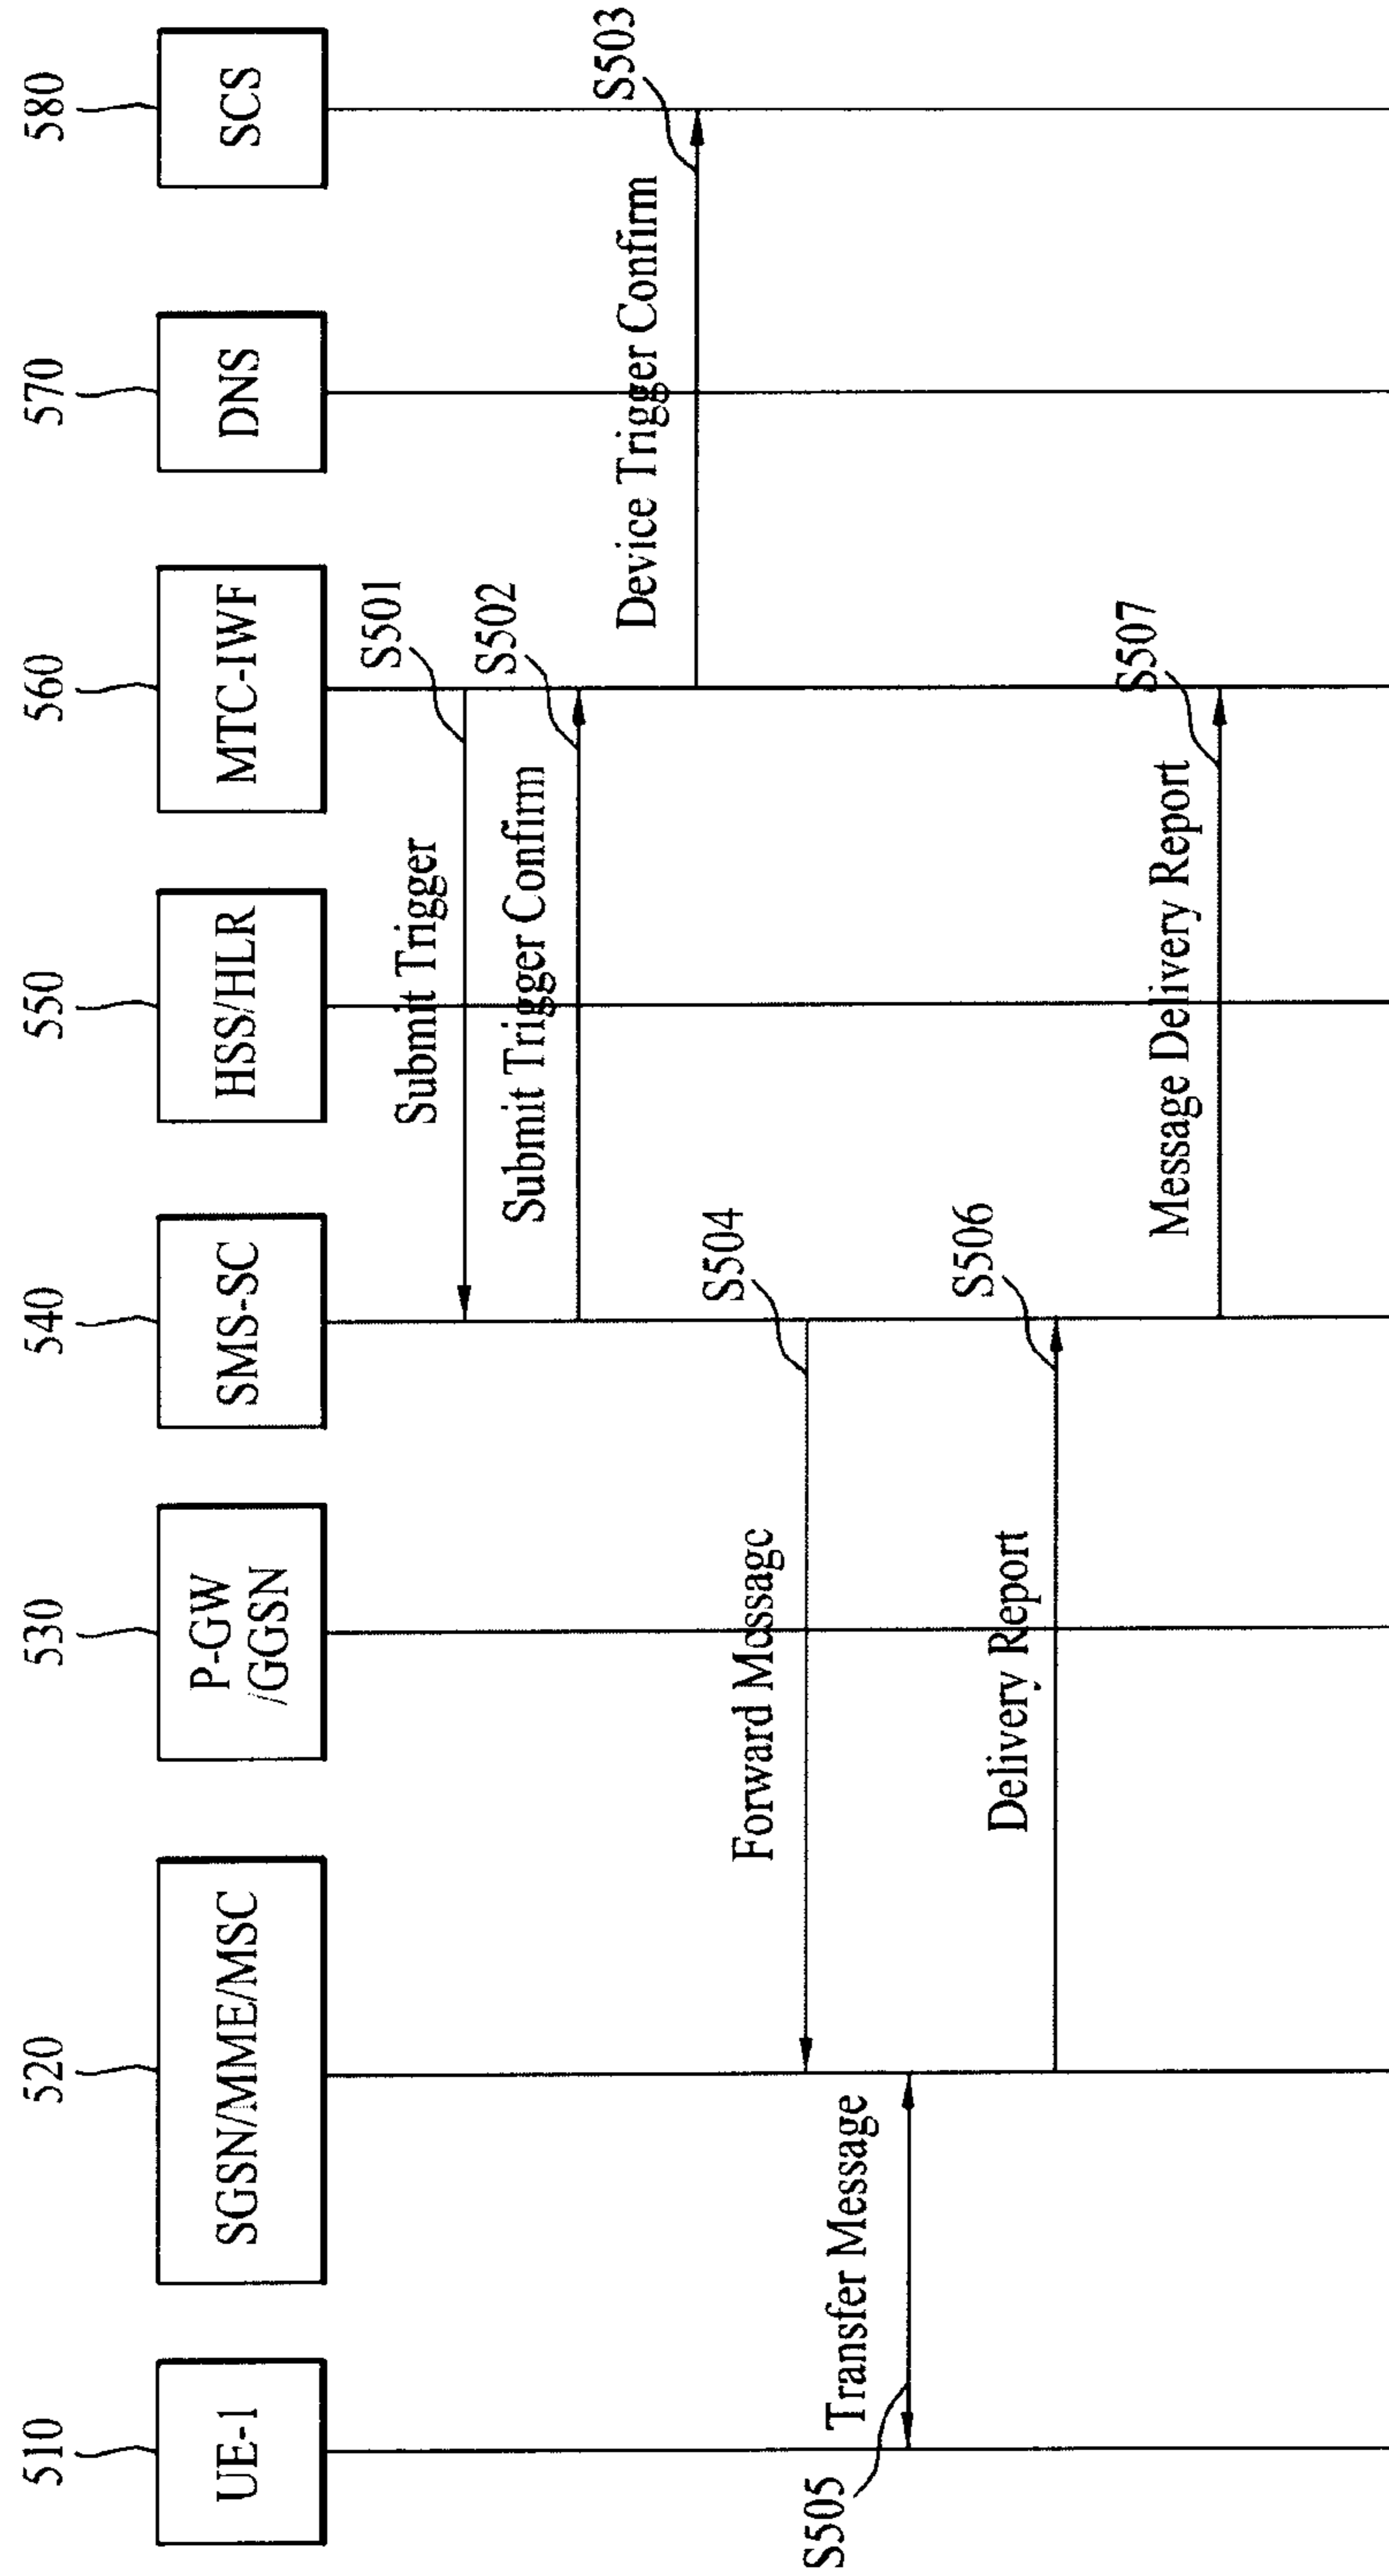 510
520
530
540
550
560
570
580
UE-1
SGSN/MME/MSC
P-GW
/GGSN
SMS-SC
HSS/HLR
MTC-IWF
DNS
SCS
S501
Submit Trigger
S502
Submit Trigger Confirm
S503
Device Trigger Confirm
S504
Forward Message
S505
Transfer Message
S506
Delivery Report
S507
Message Delivery Report